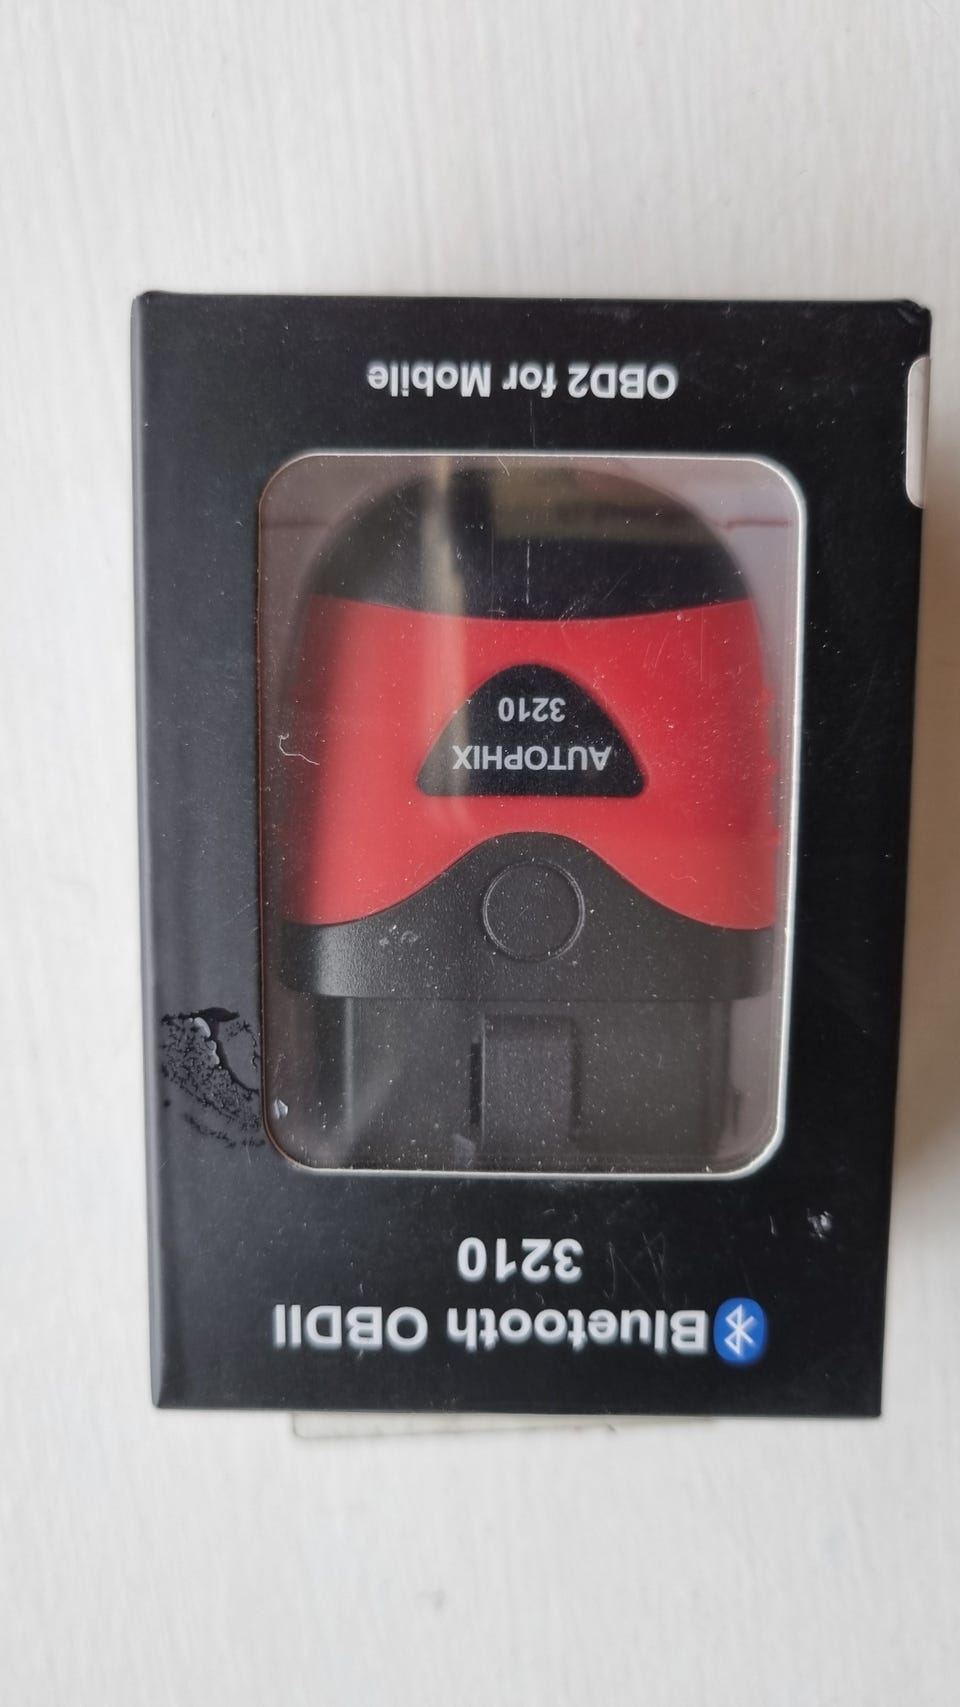 Bluetooth OBDII
3210
AUTOPHIX
3210
OBD2 for Mobile